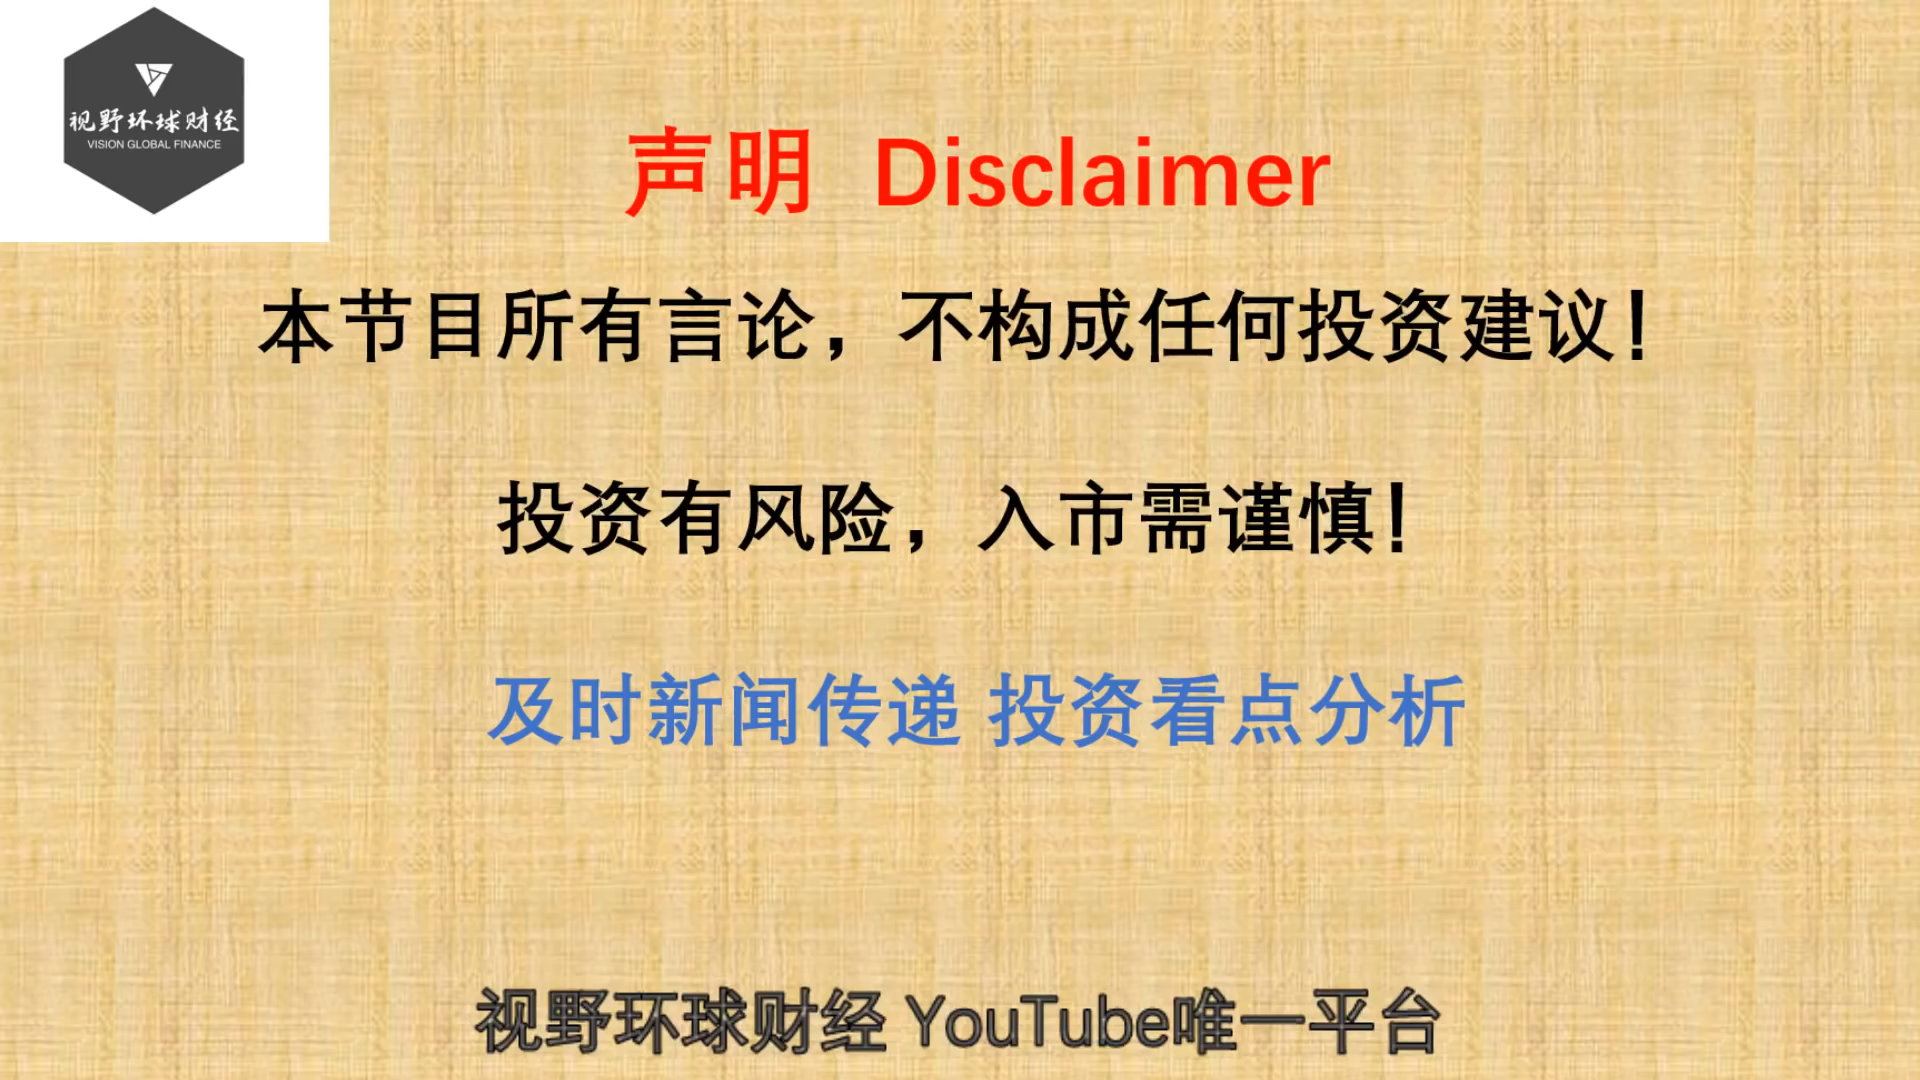 视野环球财经
VISION GLOBAL FINANCE
声明 Disclaimer
本节目所有言论，不构成任何投资建议！
投资有风险，入市需谨慎！
及时新闻传递 投资看点分析
视野环球财经 YouTube唯一平台